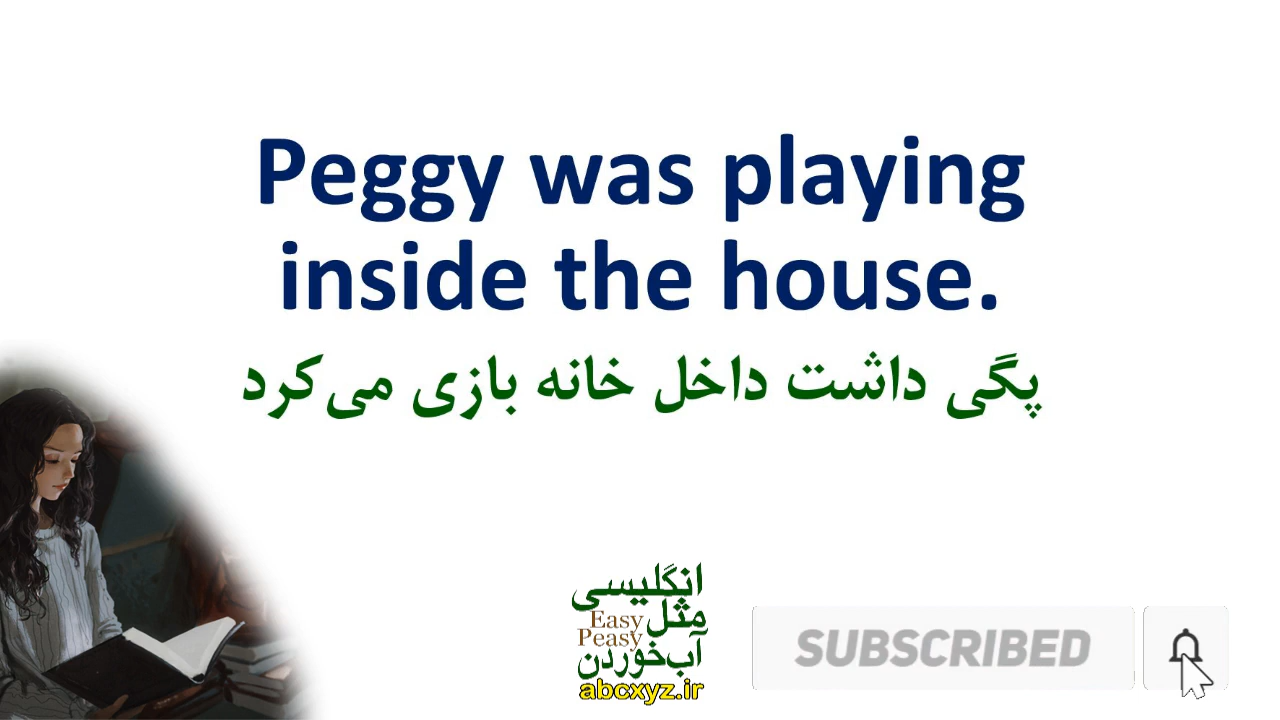 Peggy was playing
inside the house.
پگی داشت داخل خانه بازی می‌کرد
انگلیسی
مثل
Easy
Peasy
آب‌خوردن
abcxyz.ir
SUBSCRIBED